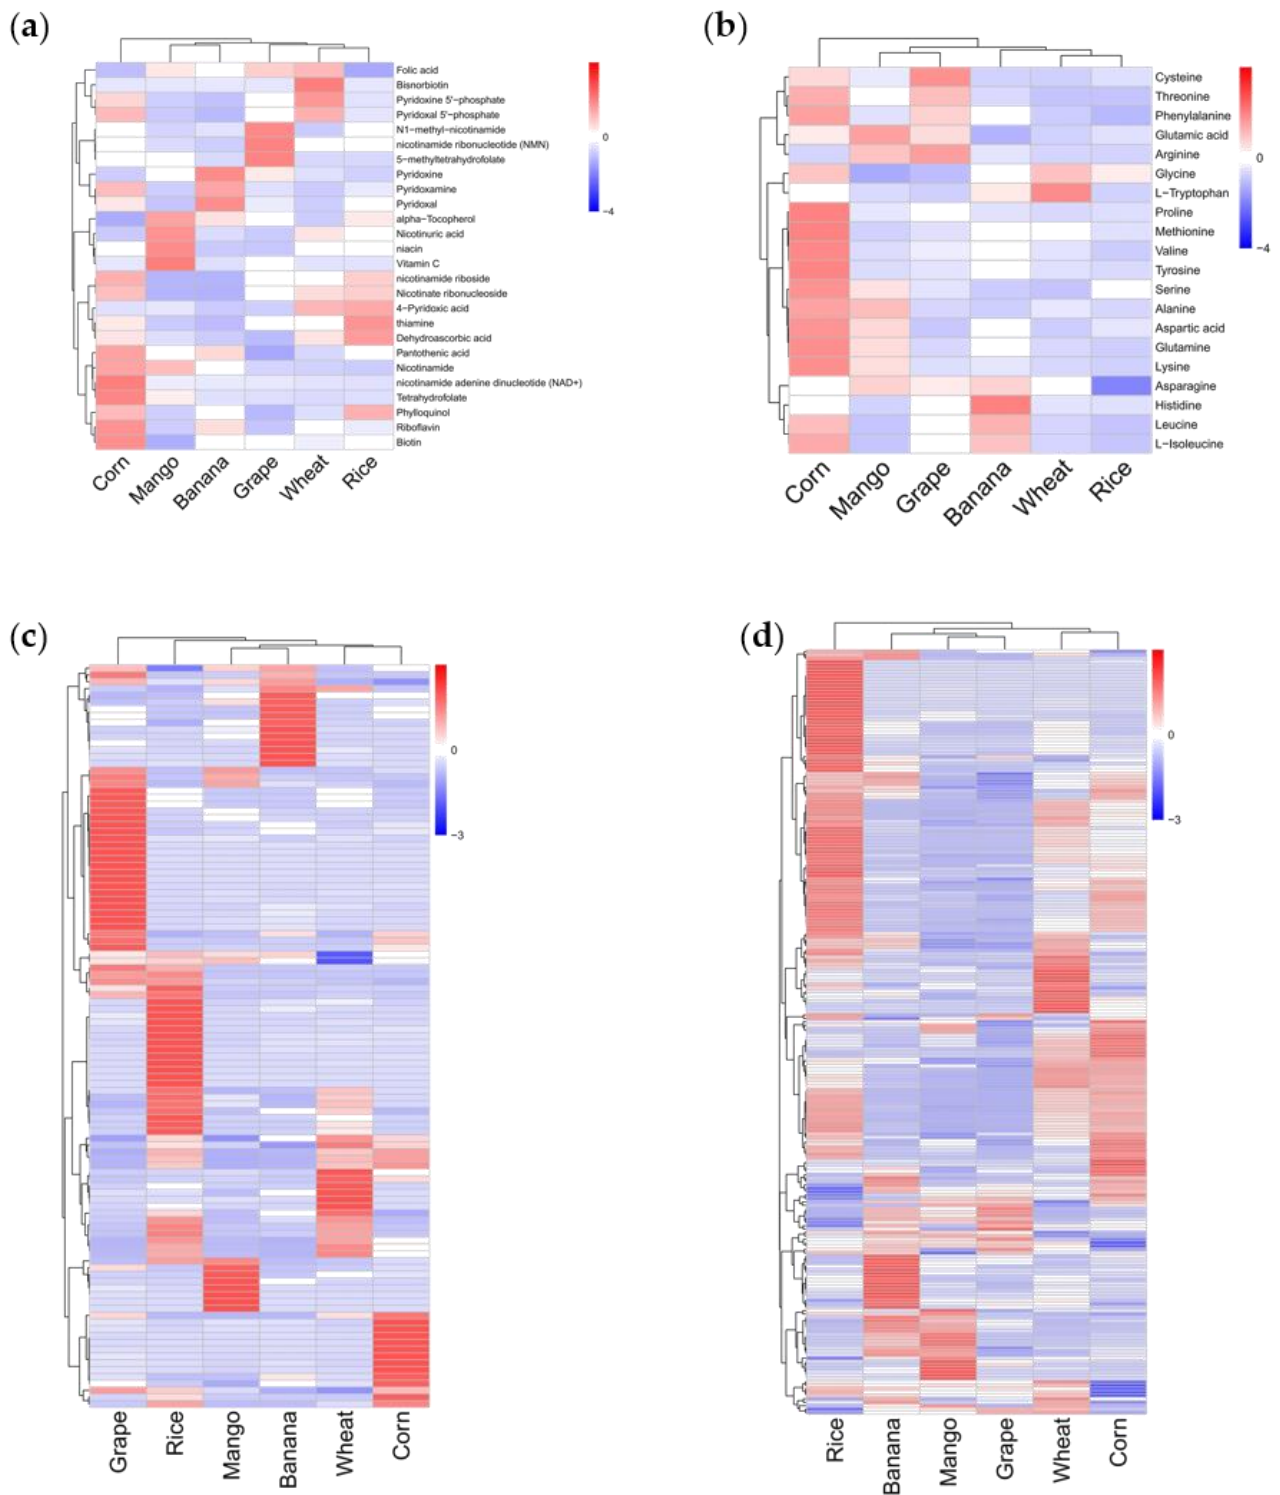 (a)
Folic acid
Bisnorbiotin
Pyridoxine 5'−phosphate
Pyridoxal 5'−phosphate
N1−methyl−nicotinamide
nicotinamide ribonucleotide (NMN)
5−methyltetrahydrofolate
Pyridoxine
Pyridoxamine
Pyridoxal
alpha−Tocopherol
Nicotinuric acid
niacin
Vitamin C
nicotinamide riboside
Nicotinate ribonucleoside
4−Pyridoxic acid
thiamine
Dehydroascorbic acid
Pantothenic acid
Nicotinamide
nicotinamide adenine dinucleotide (NAD+)
Tetrahydrofolate
Phylloquinol
Riboflavin
Biotin
0
−4
Corn Mango Banana Grape Wheat Rice
(b)
Cysteine
Threonine
Phenylalanine
Glutamic acid
Arginine
Glycine
L−Tryptophan
Proline
Methionine
Valine
Tyrosine
Serine
Alanine
Aspartic acid
Glutamine
Lysine
Asparagine
Histidine
Leucine
L−Isoleucine
0
−4
Corn Mango Grape Banana Wheat Rice
(c)
0
−3
Grape Rice Mango Banana Wheat Corn
(d)
0
−3
Rice Banana Mango Grape Wheat Corn